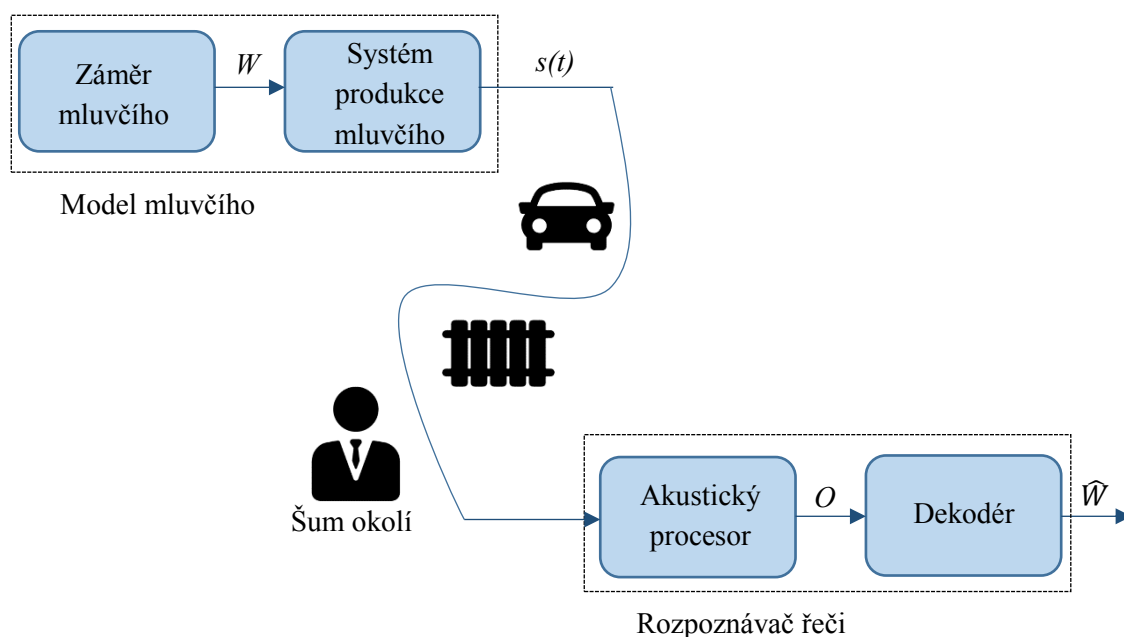 Záměr
mluvčího
W
Systém
produkce
mluvčího
s(t)
Model mluvčího
Šum okolí
Akustický
procesor
O
Dekodér
Ŵ
Rozpoznávač řeči